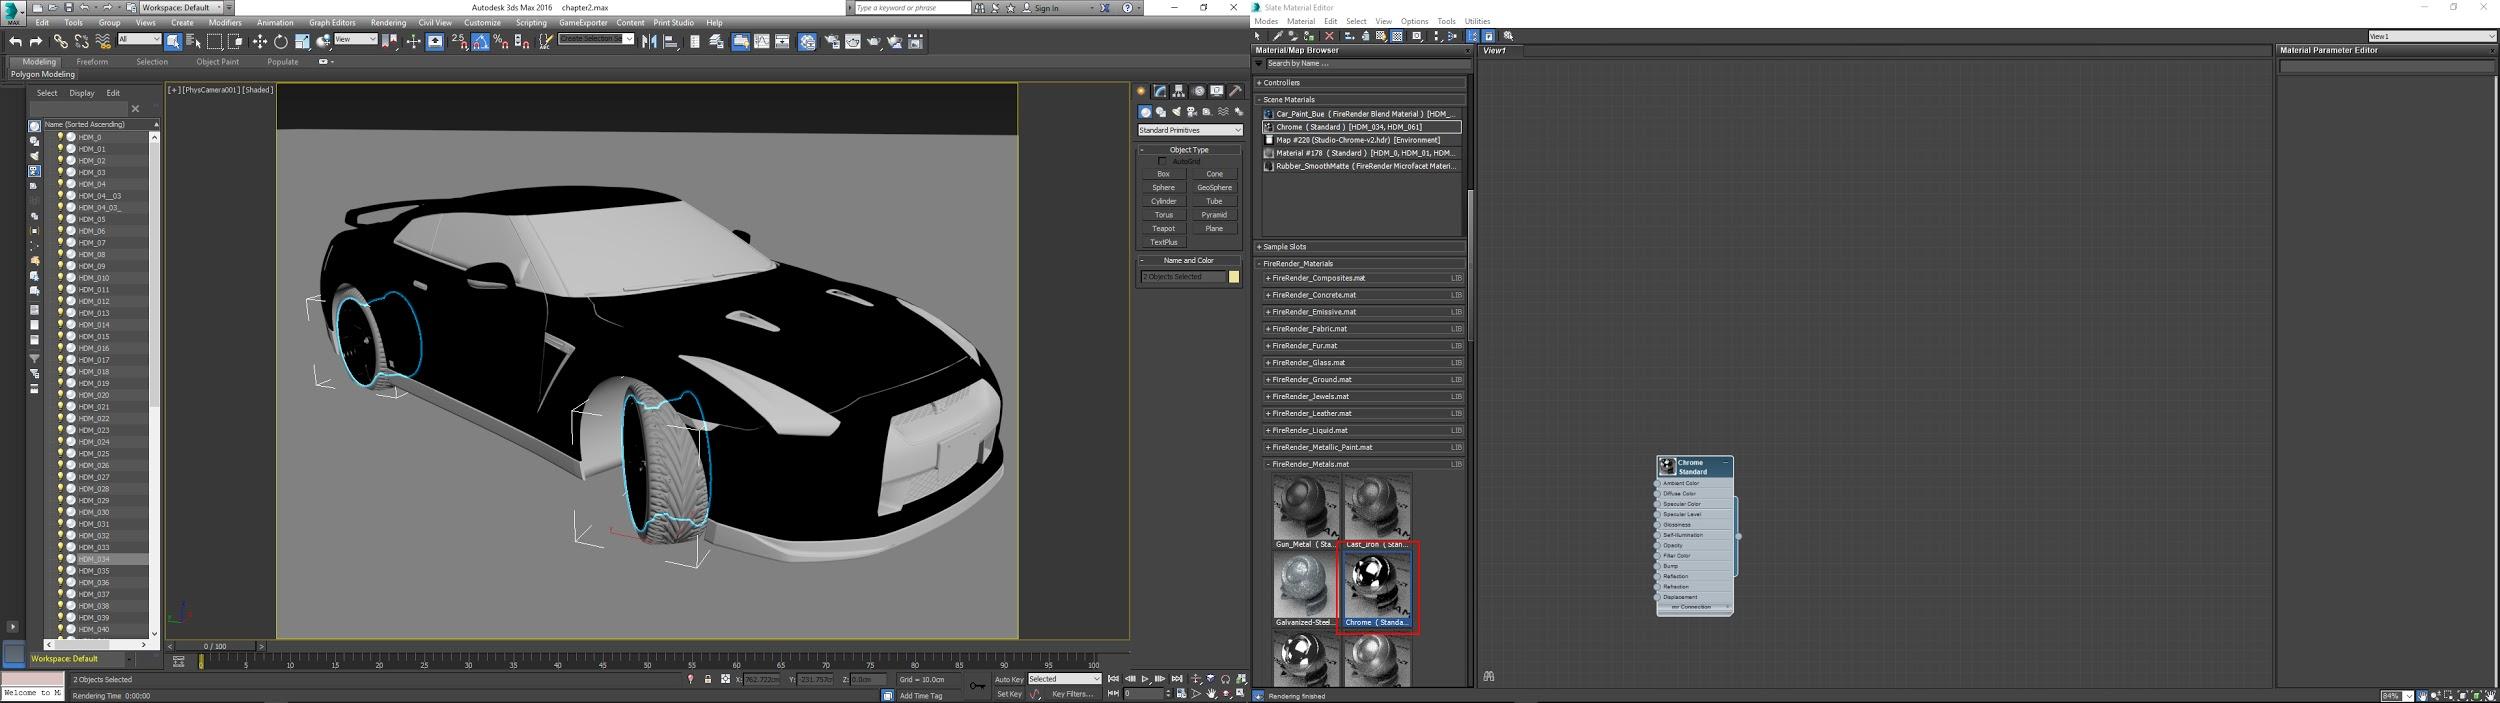 Autodesk 3ds Max 2016 chapter2.max
Workspace: Default
Type a keyword or phrase
Sign In
MAX
Edit Tools Group Views Create Modifiers Animation Graph Editors Rendering Civil View Customize Scripting GameExporter Content Print Studio Help
All
View
2.5
Create Selection Se
Modeling Freeform Selection Object Paint Populate
Polygon Modeling
Select Display Edit
Name (Sorted Ascending)
HDM_0
HDM_01
HDM_02
HDM_03
HDM_04
HDM_04__03
HDM_04_03_
HDM_05
HDM_06
HDM_07
HDM_08
HDM_09
HDM_010
HDM_011
HDM_012
HDM_013
HDM_014
HDM_015
HDM_016
HDM_017
HDM_018
HDM_019
HDM_020
HDM_021
HDM_022
HDM_023
HDM_024
HDM_025
HDM_026
HDM_027
HDM_028
HDM_029
HDM_030
HDM_031
HDM_032
HDM_033
HDM_034
HDM_035
HDM_036
HDM_037
HDM_038
HDM_039
HDM_040
Workspace: Default
[+] [PhysCamera001] [Shaded]
Standard Primitives
Object Type
AutoGrid
Box Cone
Sphere GeoSphere
Cylinder Tube
Torus Pyramid
Teapot Plane
TextPlus
Name and Color
2 Objects Selected
0 / 100
0 5 10 15 20 25 30 35 40 45 50 55 60 65 70 75 80 85 90 95 100
2 Objects Selected
X: 762.722cm Y: -231.757cm Z: 0.0cm
Grid = 10.0cm
Auto Key Selected
Welcome to M
Rendering Time 0:00:00
Add Time Tag
Set Key Key Filters...
0
Slate Material Editor
Modes Material Edit Select View Options Tools Utilities
View1
Material/Map Browser
Search by Name ...
+ Controllers
- Scene Materials
Car_Paint_Bue ( FireRender Blend Material ) [HDM_...
Chrome ( Standard ) [HDM_034, HDM_061]
Map #220 (Studio-Chrome-v2.hdr) [Environment]
Material #178 ( Standard ) [HDM_0, HDM_01, HDM...
Rubber_SmoothMatte ( FireRender Microfacet Materi...
+ Sample Slots
- FireRender_Materials
+ FireRender_Composites.mat LIB
+ FireRender_Concrete.mat LIB
+ FireRender_Emissive.mat LIB
+ FireRender_Fabric.mat LIB
+ FireRender_Fur.mat LIB
+ FireRender_Glass.mat LIB
+ FireRender_Ground.mat LIB
+ FireRender_Jewels.mat LIB
+ FireRender_Leather.mat LIB
+ FireRender_Liquid.mat LIB
+ FireRender_Metallic_Paint.mat LIB
- FireRender_Metals.mat LIB
Gun_Metal ( Sta... Cast_Iron ( Stan...
Galvanized-Steel... Chrome ( Standa...
Rendering finished
View1
Chrome
Standard
Ambient Color
Diffuse Color
Specular Color
Specular Level
Glossiness
Self-Illumination
Opacity
Filter Color
Bump
Reflection
Refraction
Displacement
mr Connection
Material Parameter Editor
84%